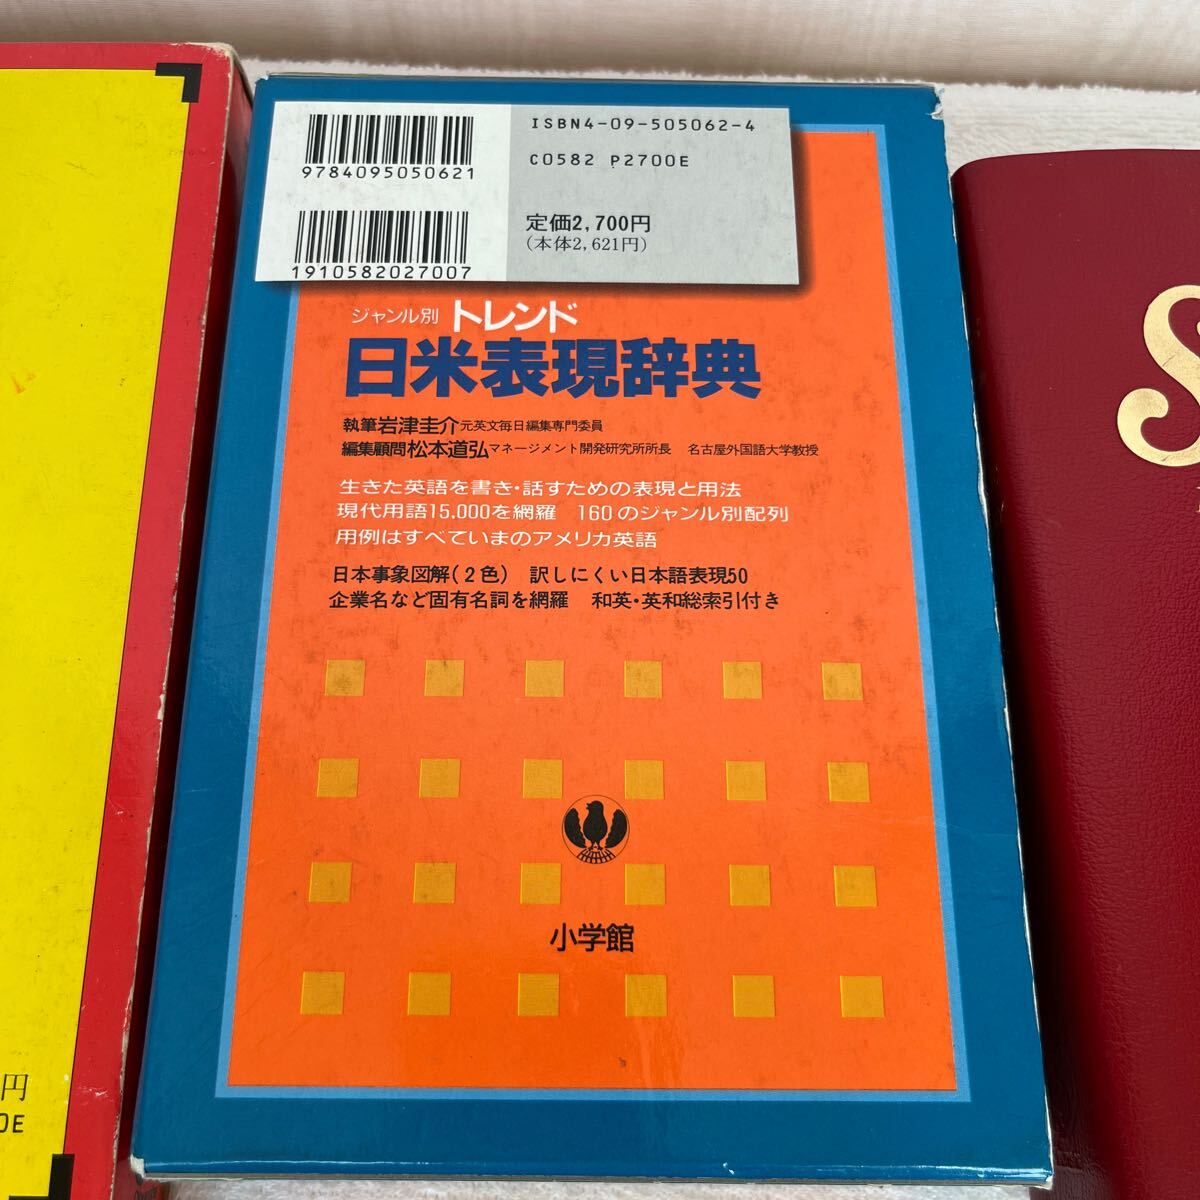 ISBN4-09-505062-4
C0582 P2700E
9784095050621
定価2,700円
(本体2,621円)
1910582027007
ジャンル別 トレンド
日米表現辞典
執筆岩津圭介元英文毎日編集専門委員
編集顧問松本道弘マネージメント開発研究所所長 名古屋外国語大学教授
生きた英語を書き・話すための表現と用法
現代用語15,000を網羅 160のジャンル別配列
用例はすべていまのアメリカ英語
日本事象図解(2色) 訳しにくい日本語表現50
企業名など固有名詞を網羅 和英・英和総索引付き
小学館
円
0E
S